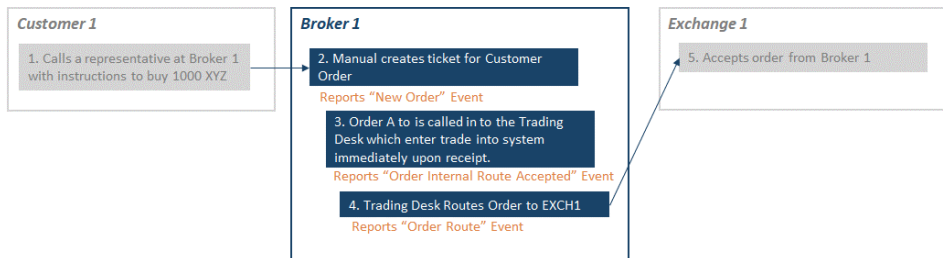 Customer 1
1. Calls a representative at Broker 1
with instructions to buy 1000 XYZ
Broker 1
2. Manual creates ticket for Customer
Order
Reports “New Order” Event
3. Order A to is called in to the Trading
Desk which enter trade into system
immediately upon receipt.
Reports “Order Internal Route Accepted” Event
4. Trading Desk Routes Order to EXCH1
Reports “Order Route” Event
Exchange 1
5. Accepts order from Broker 1